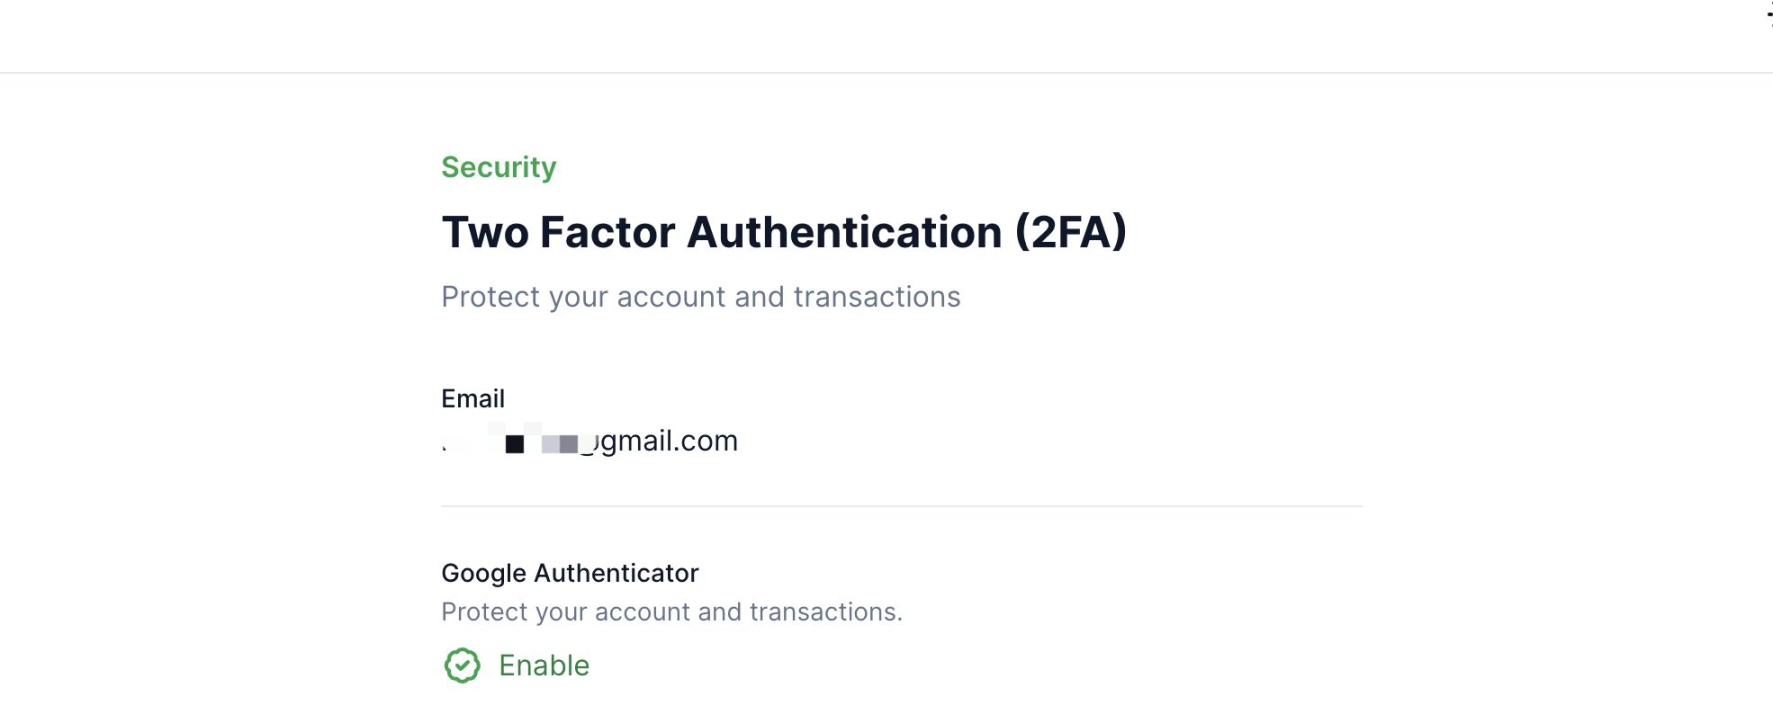 Security
Two Factor Authentication (2FA)
Protect your account and transactions
Email
gmail.com
Google Authenticator
Protect your account and transactions.
Enable